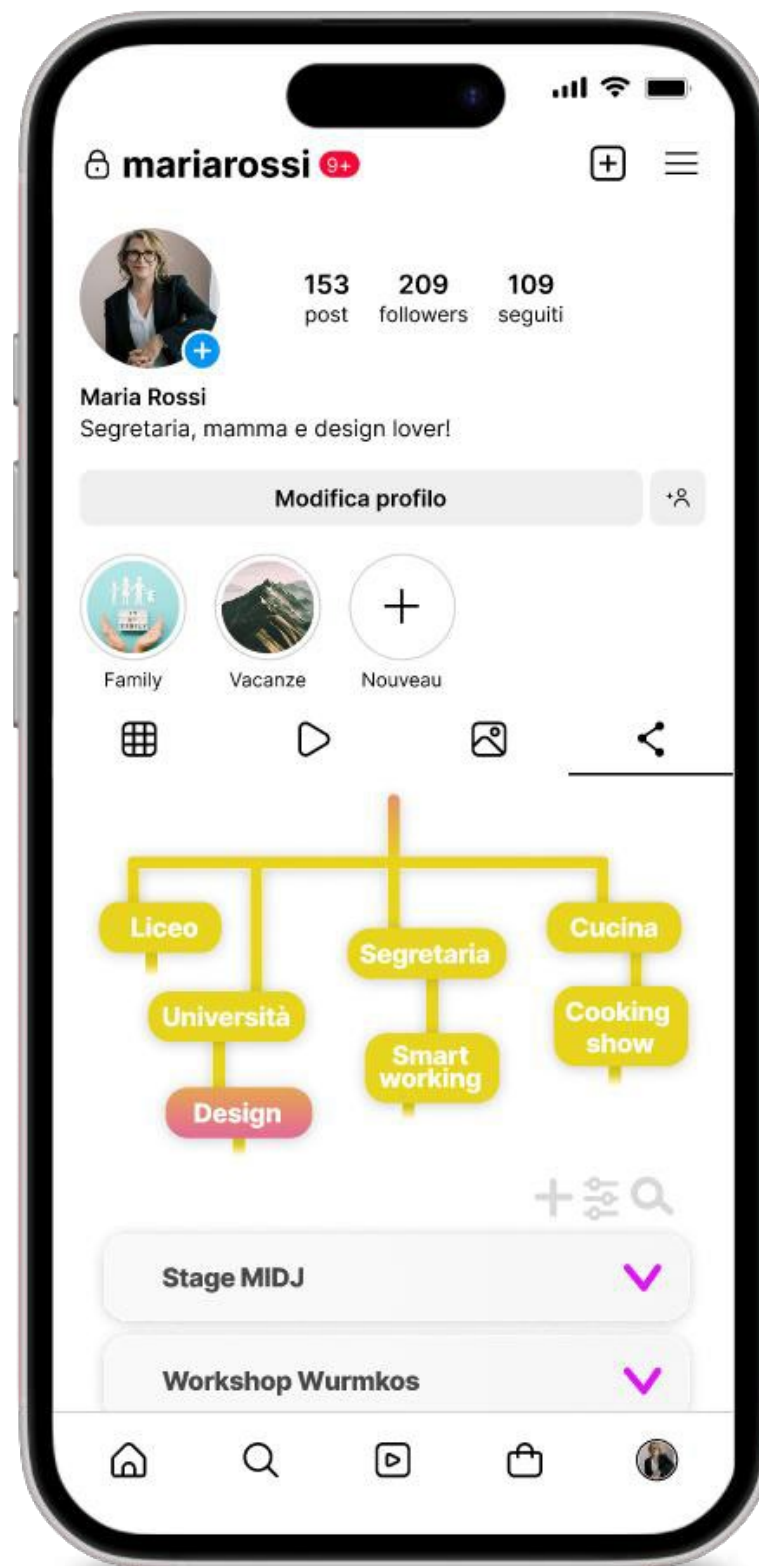 mariarossi 9+
153 209 109
post followers seguiti
Maria Rossi
Segretaria, mamma e design lover!
Modifica profilo
Family Vacanze Nouveau
Liceo
Segretaria
Cucina
Università
Smart
working
Cooking
show
Design
Stage MIDJ
Workshop Wurmkos